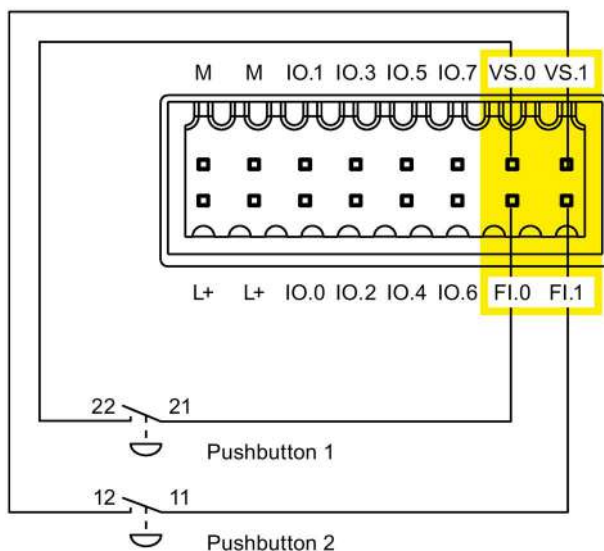 M M IO.1 IO.3 IO.5 IO.7 VS.0 VS.1
L+ L+ IO.0 IO.2 IO.4 IO.6 FI.0 FI.1
22 21
Pushbutton 1
12 11
Pushbutton 2